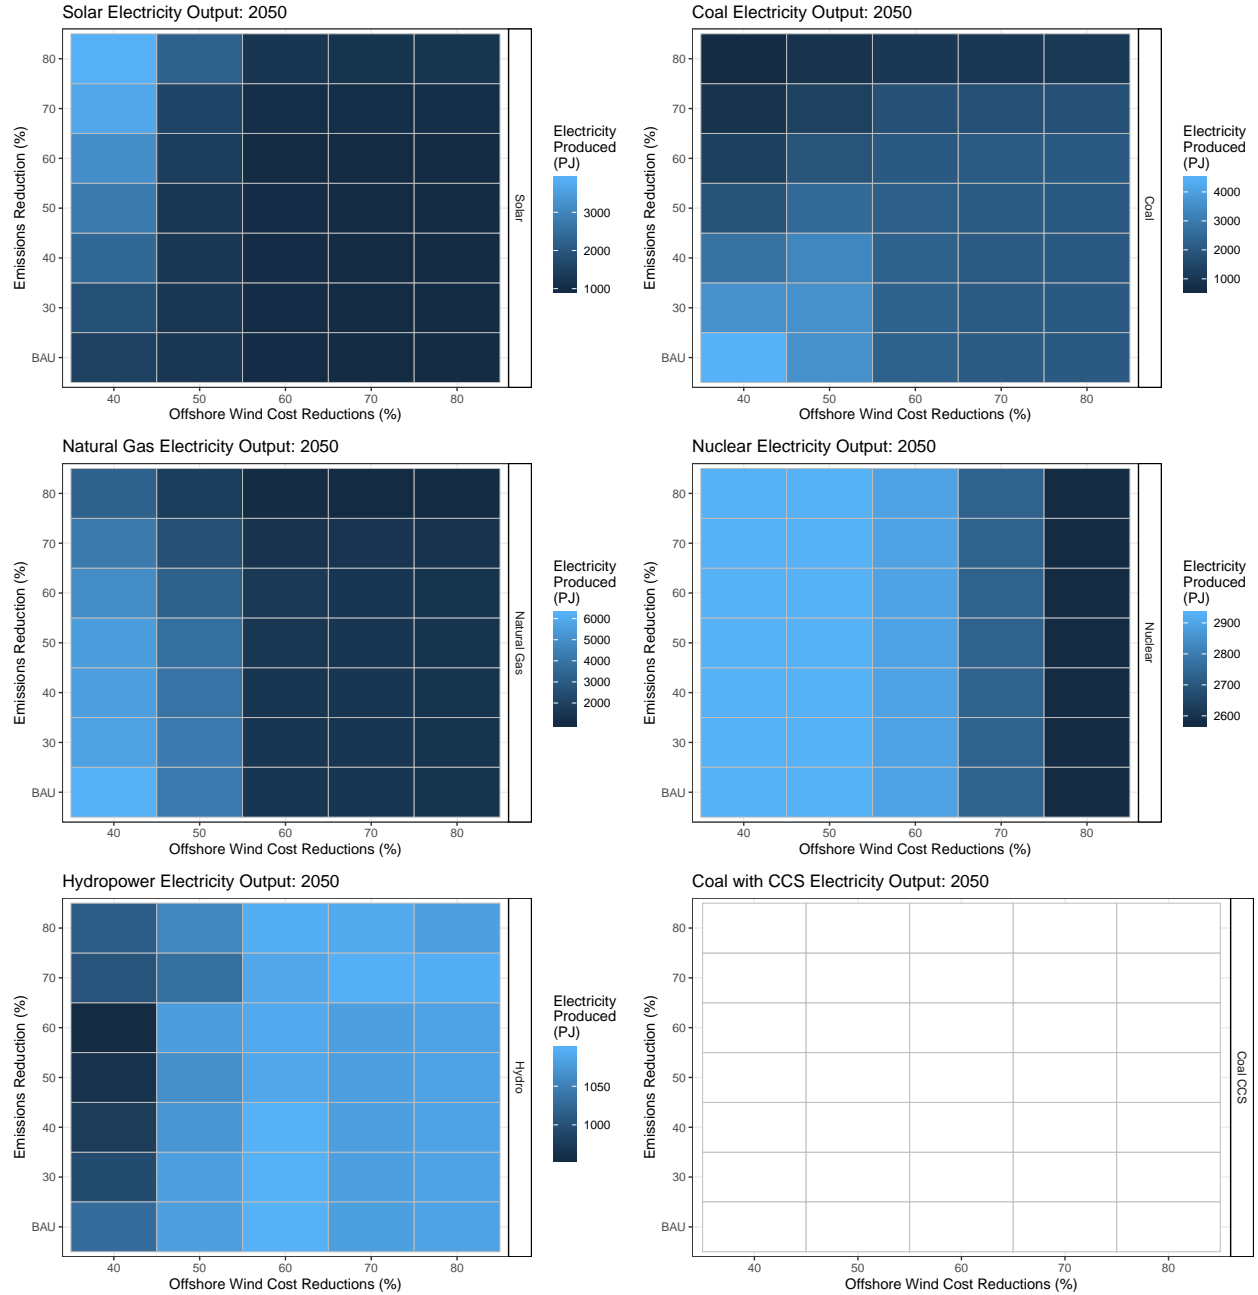 Solar Electricity Output: 2050
Emissions Reduction (%)
80
70
60
50
40
30
BAU
40 50 60 70 80
Offshore Wind Cost Reductions (%)
Solar
Electricity
Produced
(PJ)
3000
2000
1000
Coal Electricity Output: 2050
Emissions Reduction (%)
80
70
60
50
40
30
BAU
40 50 60 70 80
Offshore Wind Cost Reductions (%)
Coal
Electricity
Produced
(PJ)
4000
3000
2000
1000
Natural Gas Electricity Output: 2050
Emissions Reduction (%)
80
70
60
50
40
30
BAU
40 50 60 70 80
Offshore Wind Cost Reductions (%)
Natural Gas
Electricity
Produced
(PJ)
6000
5000
4000
3000
2000
Nuclear Electricity Output: 2050
Emissions Reduction (%)
80
70
60
50
40
30
BAU
40 50 60 70 80
Offshore Wind Cost Reductions (%)
Nuclear
Electricity
Produced
(PJ)
2900
2800
2700
2600
Hydropower Electricity Output: 2050
Emissions Reduction (%)
80
70
60
50
40
30
BAU
40 50 60 70 80
Offshore Wind Cost Reductions (%)
Hydro
Electricity
Produced
(PJ)
1050
1000
Coal with CCS Electricity Output: 2050
Emissions Reduction (%)
80
70
60
50
40
30
BAU
40 50 60 70 80
Offshore Wind Cost Reductions (%)
Coal CCS